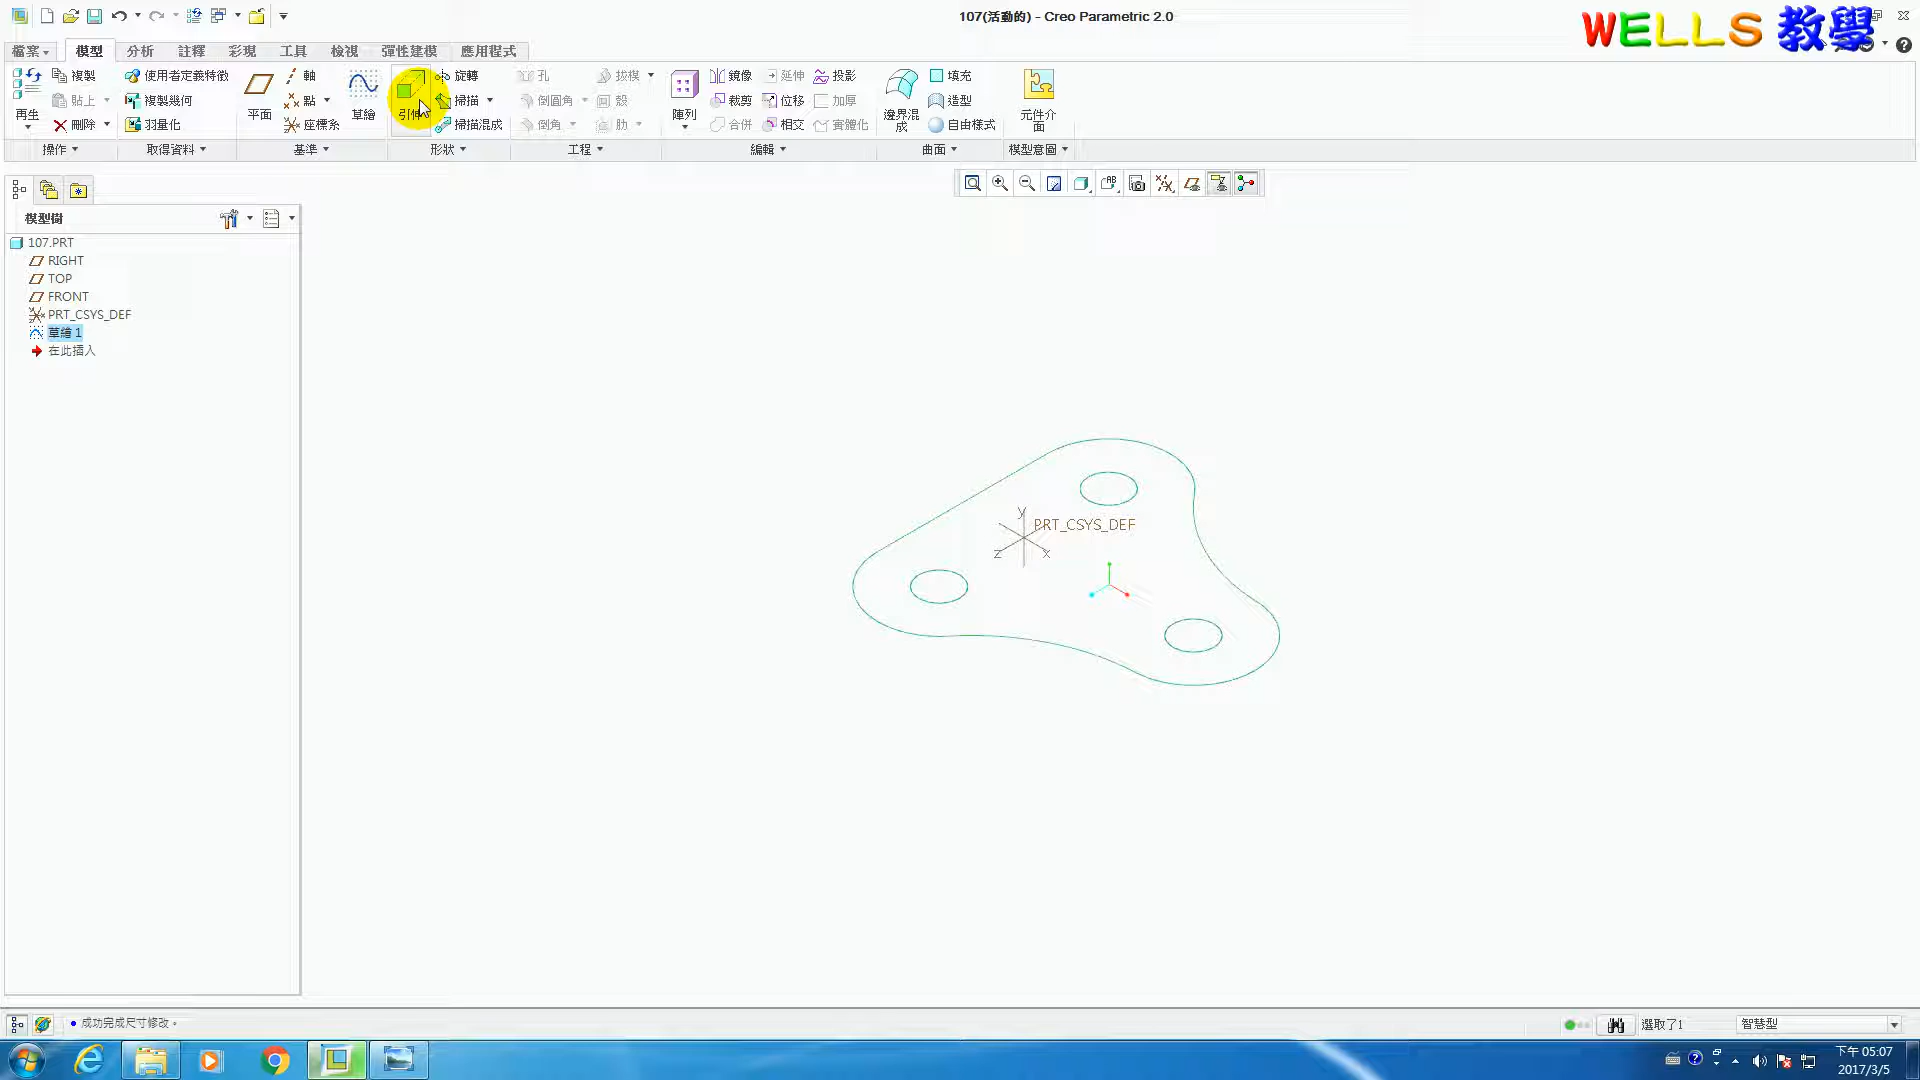 107(活動的) - Creo Parametric 2.0
WELLS 教學
檔案 模型 分析 註釋 彩現 工具 檢視 彈性建模 應用程式
再生 複製 貼上 刪除
使用者定義特徵 複製幾何 羽量化
平面 軸 點 座標系 草繪
引伸 旋轉 掃描 掃描混成
孔 倒圓角 倒角 拔模 殼 肋
陣列 鏡像 裁剪 合併 延伸 位移 相交 投影 加厚 實體化
邊界混成 填充 造型 自由樣式
元件介面
操作 取得資料 基準 形狀 工程 編輯 曲面 模型意圖
模型樹
107.PRT
RIGHT
TOP
FRONT
PRT_CSYS_DEF
草繪 1
在此插入
y
PRT_CSYS_DEF
z
x
成功完成尺寸修改。
選取了1
智慧型
下午 05:07
2017/3/5